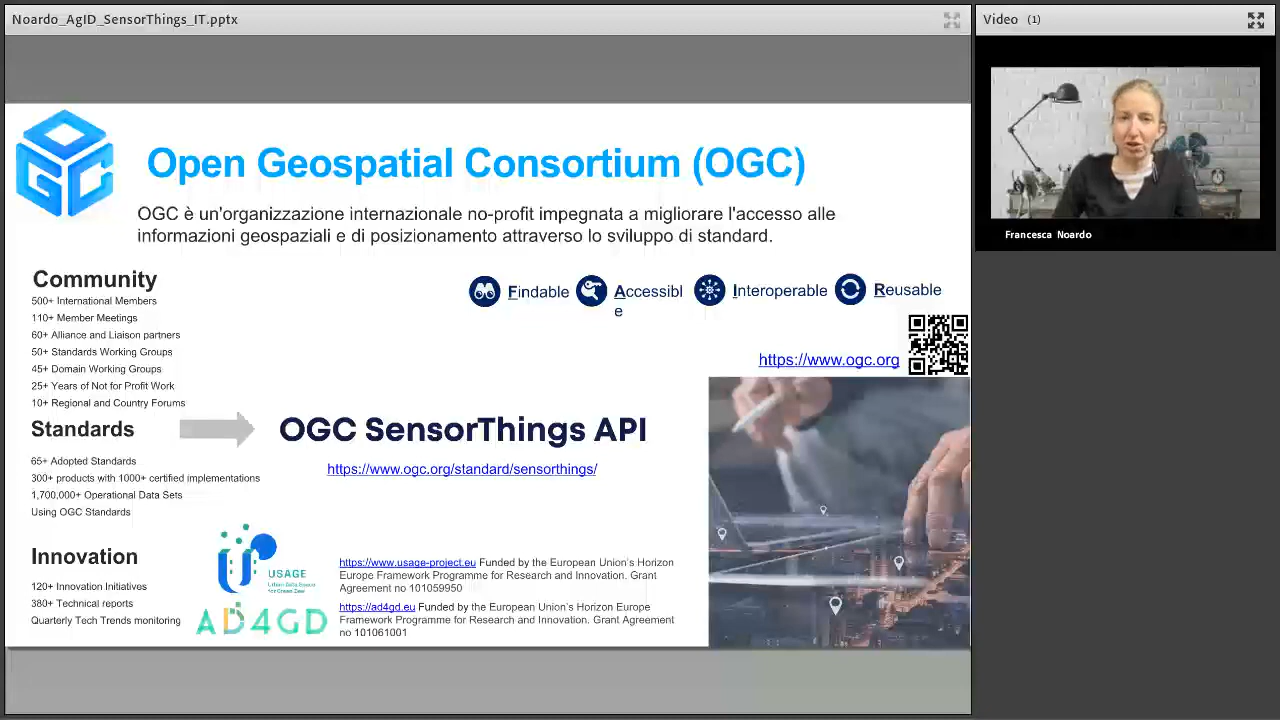 Noardo_AgID_SensorThings_IT.pptx
Video (1)
Francesca Noardo
OGC
Open Geospatial Consortium (OGC)
OGC è un'organizzazione internazionale no-profit impegnata a migliorare l'accesso alle
informazioni geospaziali e di posizionamento attraverso lo sviluppo di standard.
Community
500+ International Members
110+ Member Meetings
60+ Alliance and Liaison partners
50+ Standards Working Groups
45+ Domain Working Groups
25+ Years of Not for Profit Work
10+ Regional and Country Forums
Findable
Accessibl
e
Interoperable
Reusable
https://www.ogc.org
Standards
65+ Adopted Standards
300+ products with 1000+ certified implementations
1,700,000+ Operational Data Sets
Using OGC Standards
OGC SensorThings API
https://www.ogc.org/standard/sensorthings/
Innovation
120+ Innovation Initiatives
380+ Technical reports
Quarterly Tech Trends monitoring
USAGE
Urban Data Space
for Green Deal
AD4GD
https://www.usage-project.eu Funded by the European Union's Horizon
Europe Framework Programme for Research and Innovation. Grant
Agreement no 101059950
https://ad4gd.eu Funded by the European Union's Horizon Europe
Framework Programme for Research and Innovation. Grant Agreement
no 101061001